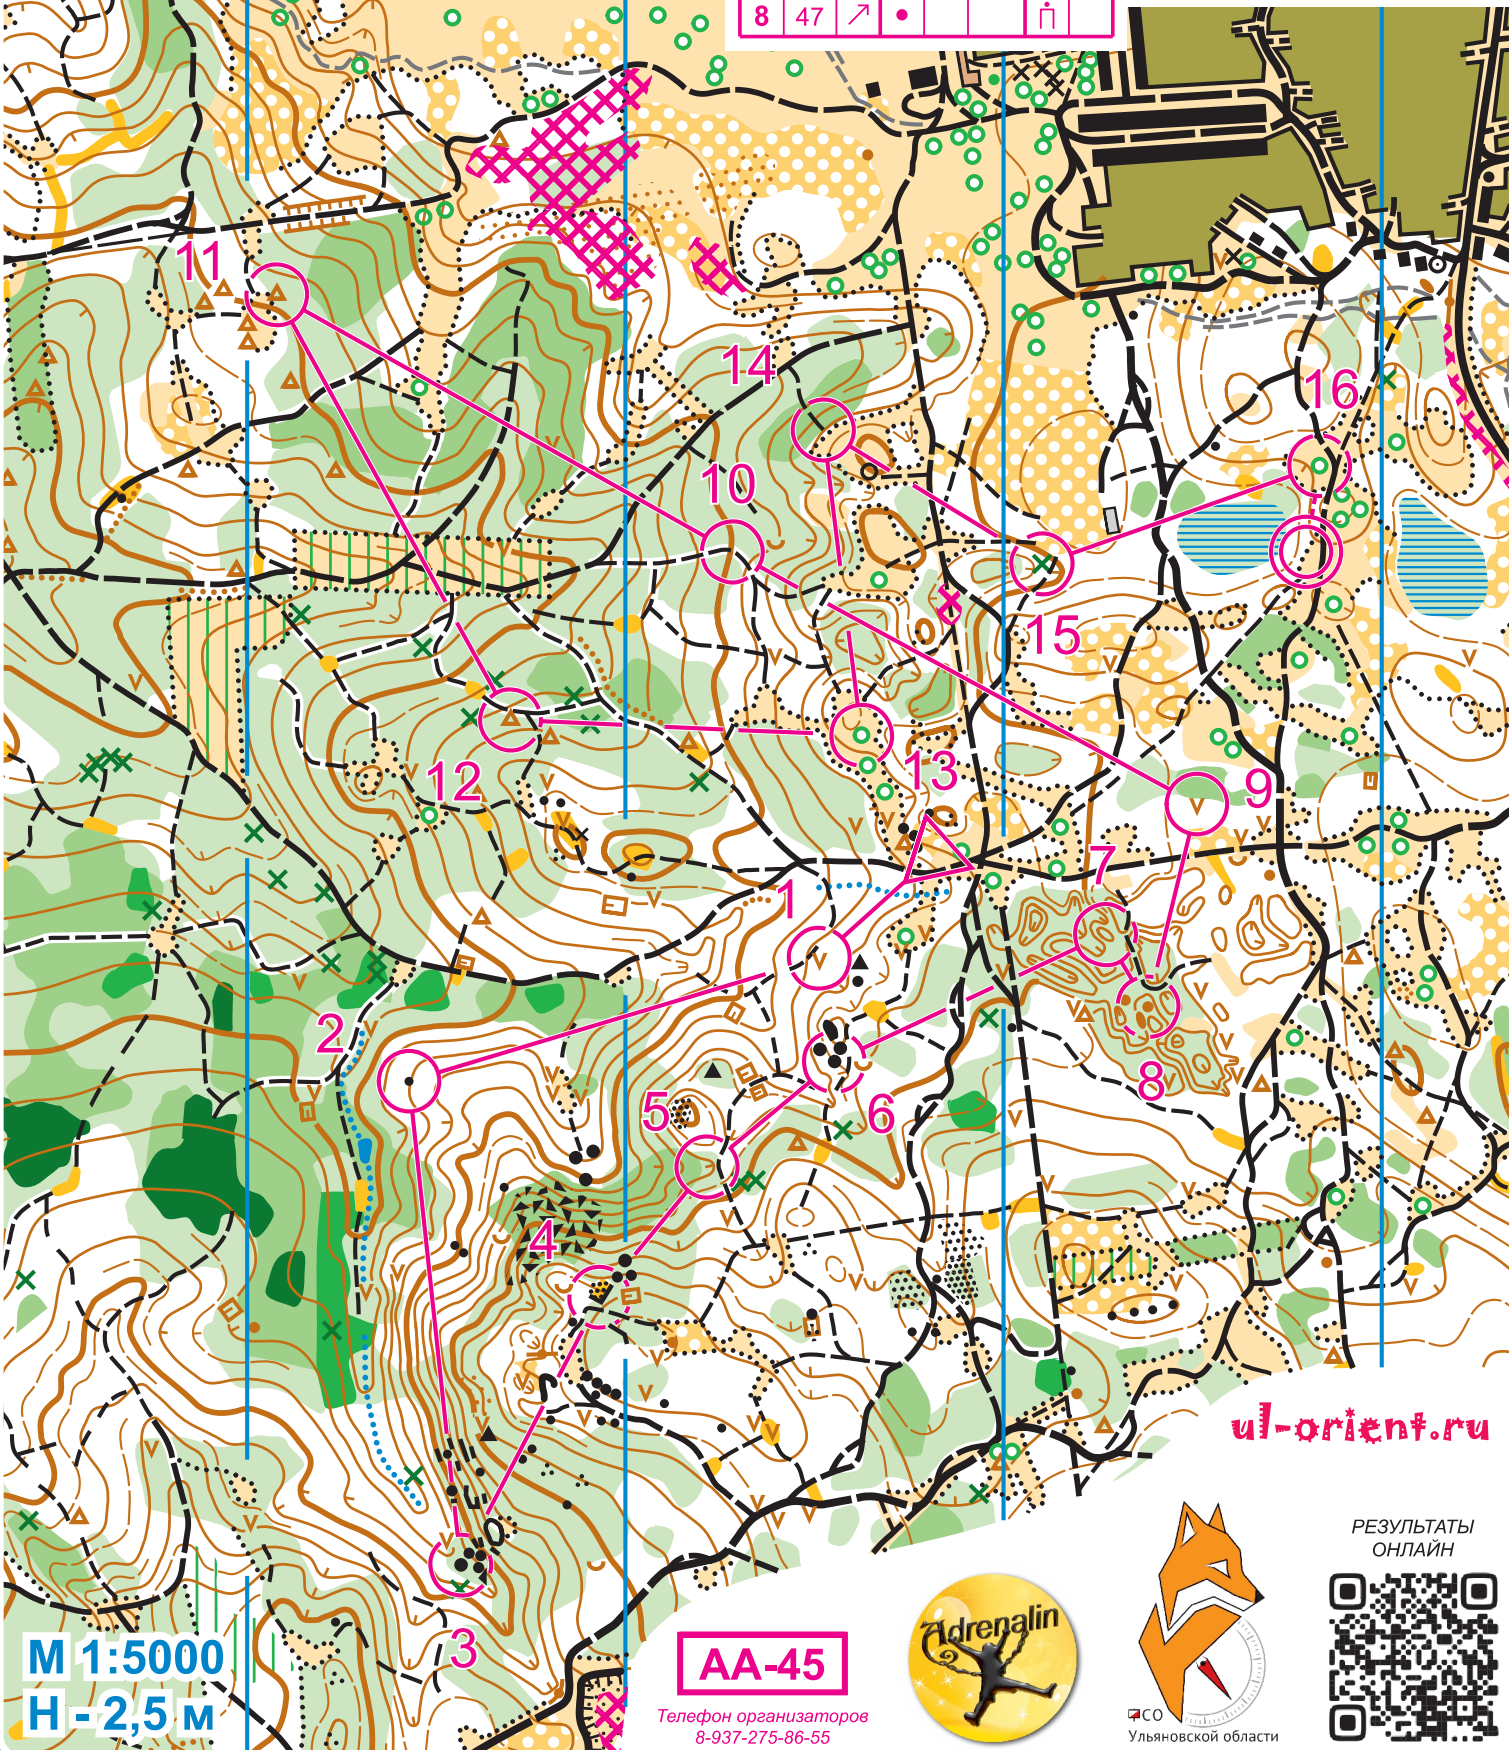 8 47
11
14
16
10
15
12
13
9
7
1
2
8
5
6
4
3
ul-orient.ru
РЕЗУЛЬТАТЫ
ОНЛАЙН
Adrenalin
М 1:5000
Н - 2,5 м
АА-45
Телефон организаторов
8-937-275-86-55
ФСО
Ульяновской области